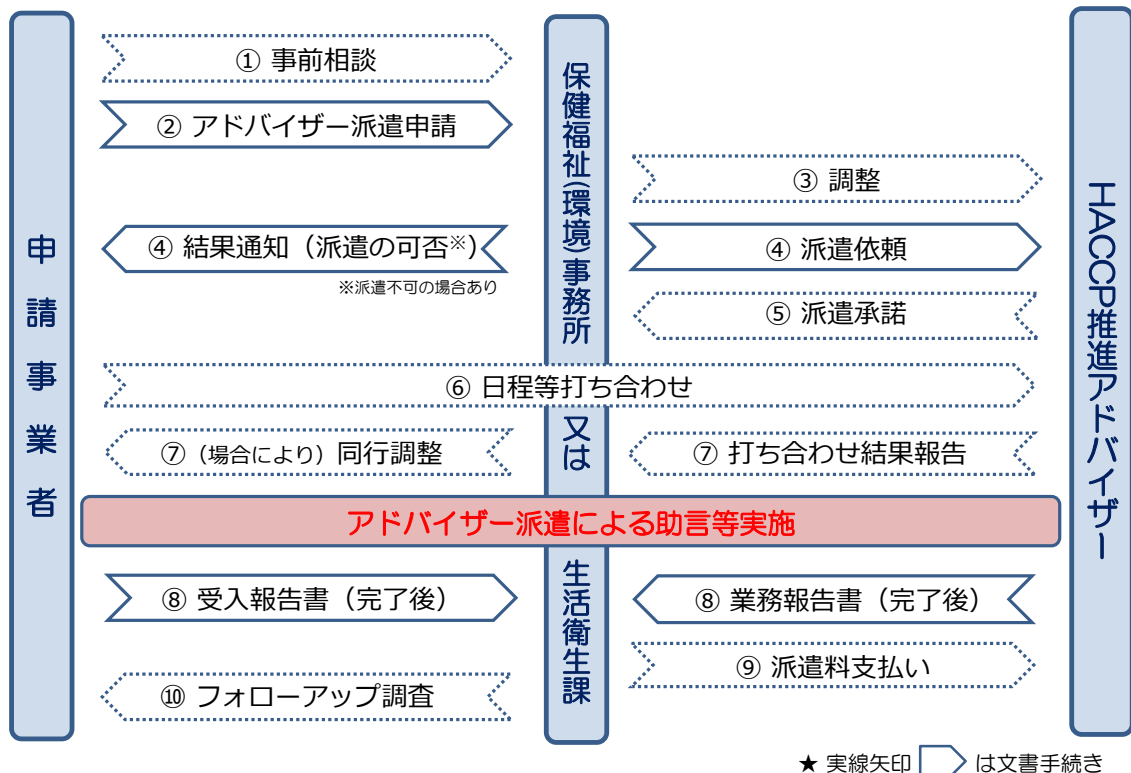 申請事業者
① 事前相談
② アドバイザー派遣申請
④ 結果通知（派遣の可否※）
※派遣不可の場合あり
保健福祉(環境)事務所 又は 生活衛生課
③ 調整
④ 派遣依頼
⑤ 派遣承諾
⑥ 日程等打ち合わせ
⑦（場合により）同行調整
⑦ 打ち合わせ結果報告
アドバイザー派遣による助言等実施
⑧ 受入報告書（完了後）
⑧ 業務報告書（完了後）
⑨ 派遣料支払い
⑩ フォローアップ調査
HACCP推進アドバイザー
★ 実線矢印 は文書手続き